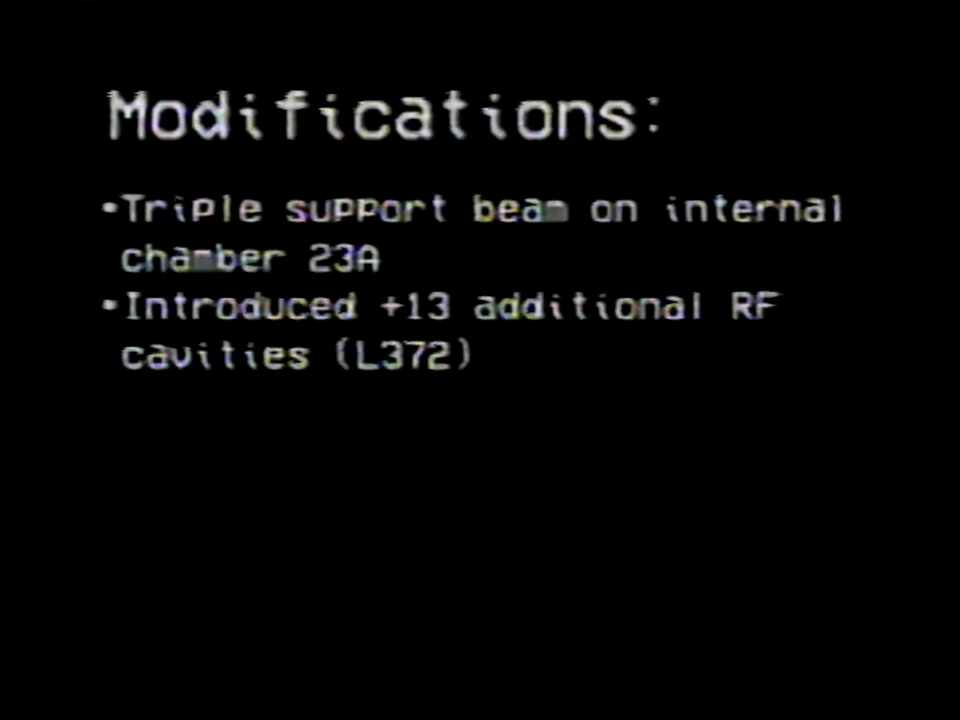 Modifications:
•Triple support beam on internal
chamber 23A
•Introduced +13 additional RF
cavities (L372)